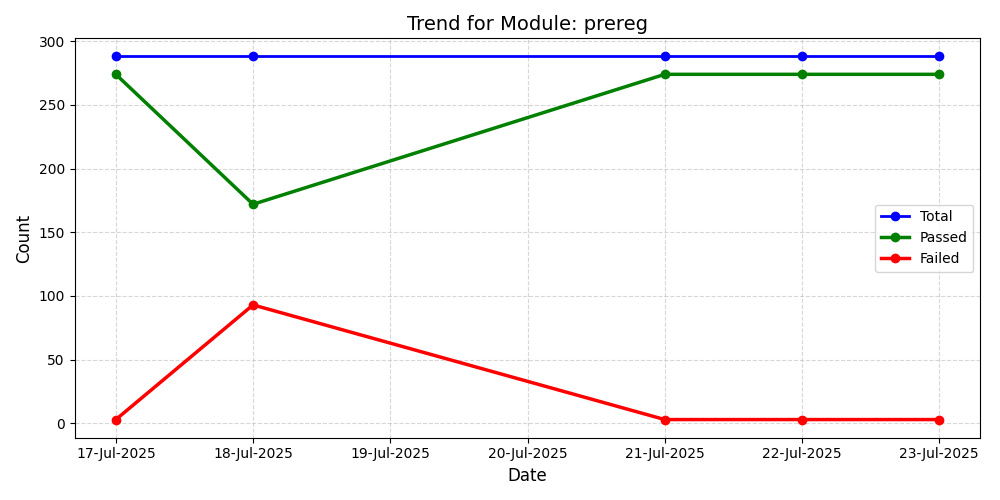 Trend for Module: prereg
Count
300
250
200
150
100
50
0
Total
Passed
Failed
17-Jul-2025 18-Jul-2025 19-Jul-2025 20-Jul-2025 21-Jul-2025 22-Jul-2025 23-Jul-2025
Date